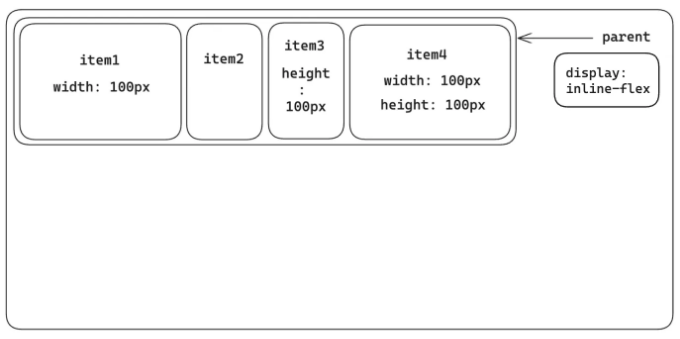 item1
width: 100px
item2
item3
height
:
100px
item4
width: 100px
height: 100px
parent
display:
inline-flex